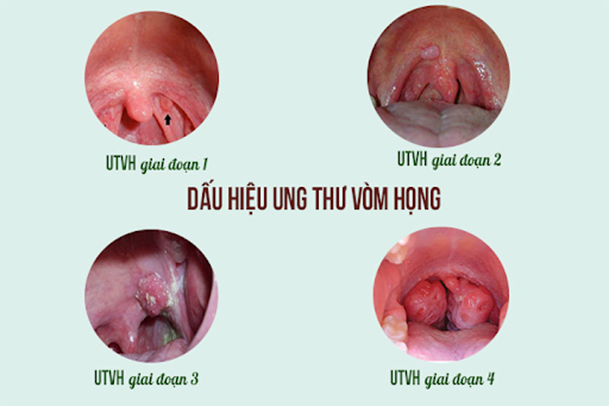 UTVH giai đoạn 1
UTVH giai đoạn 2
DẤU HIỆU UNG THƯ VÒM HỌNG
UTVH giai đoạn 3
UTVH giai đoạn 4